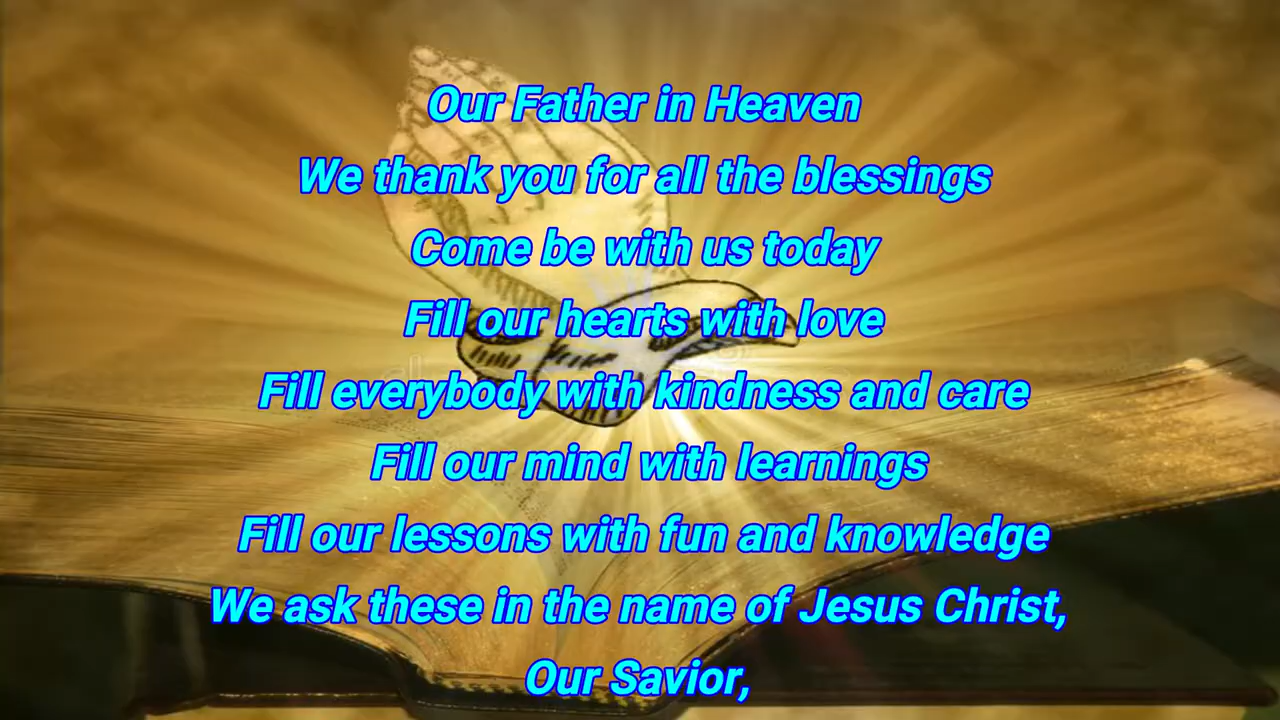 Our Father in Heaven
We thank you for all the blessings
Come be with us today
Fill our hearts with love
Fill everybody with kindness and care
Fill our mind with learnings
Fill our lessons with fun and knowledge
We ask these in the name of Jesus Christ,
Our Savior,